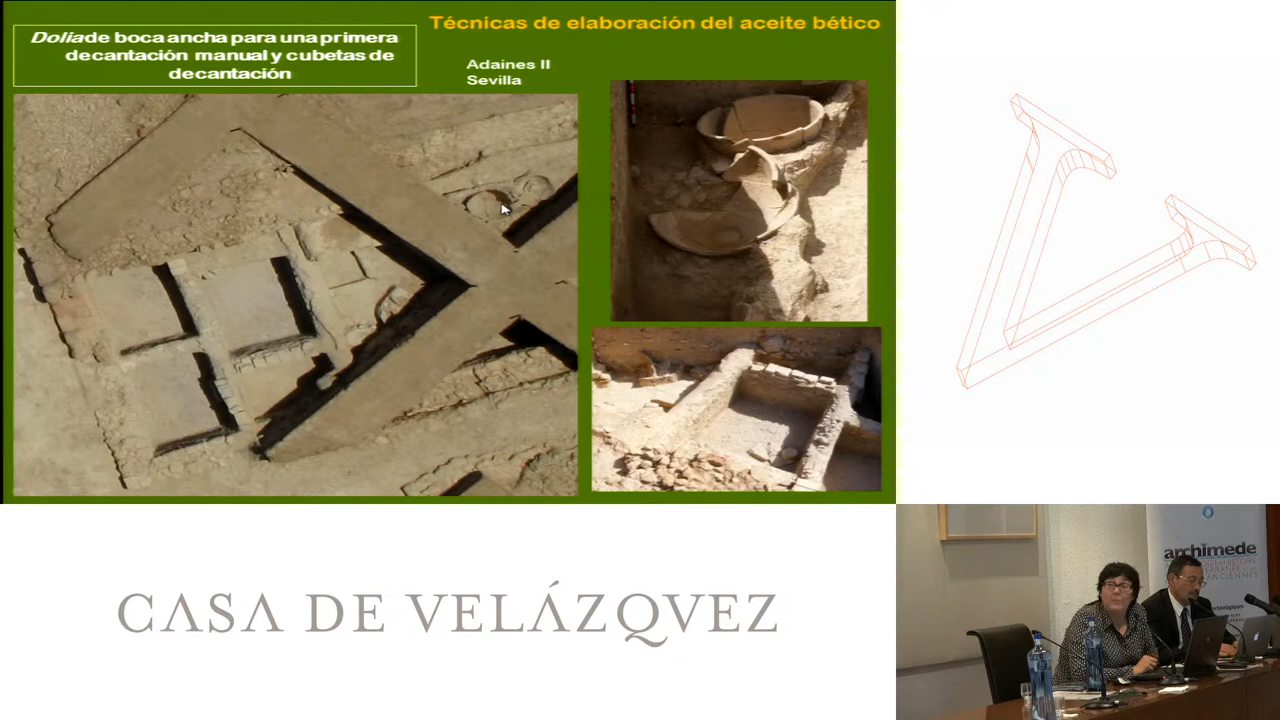 Técnicas de elaboración del aceite bético
Dolia de boca ancha para una primera
decantación manual y cubetas de
decantación
Adaines II
Sevilla
CASA DE VELÁZQVEZ
archimede
ANCIENNES